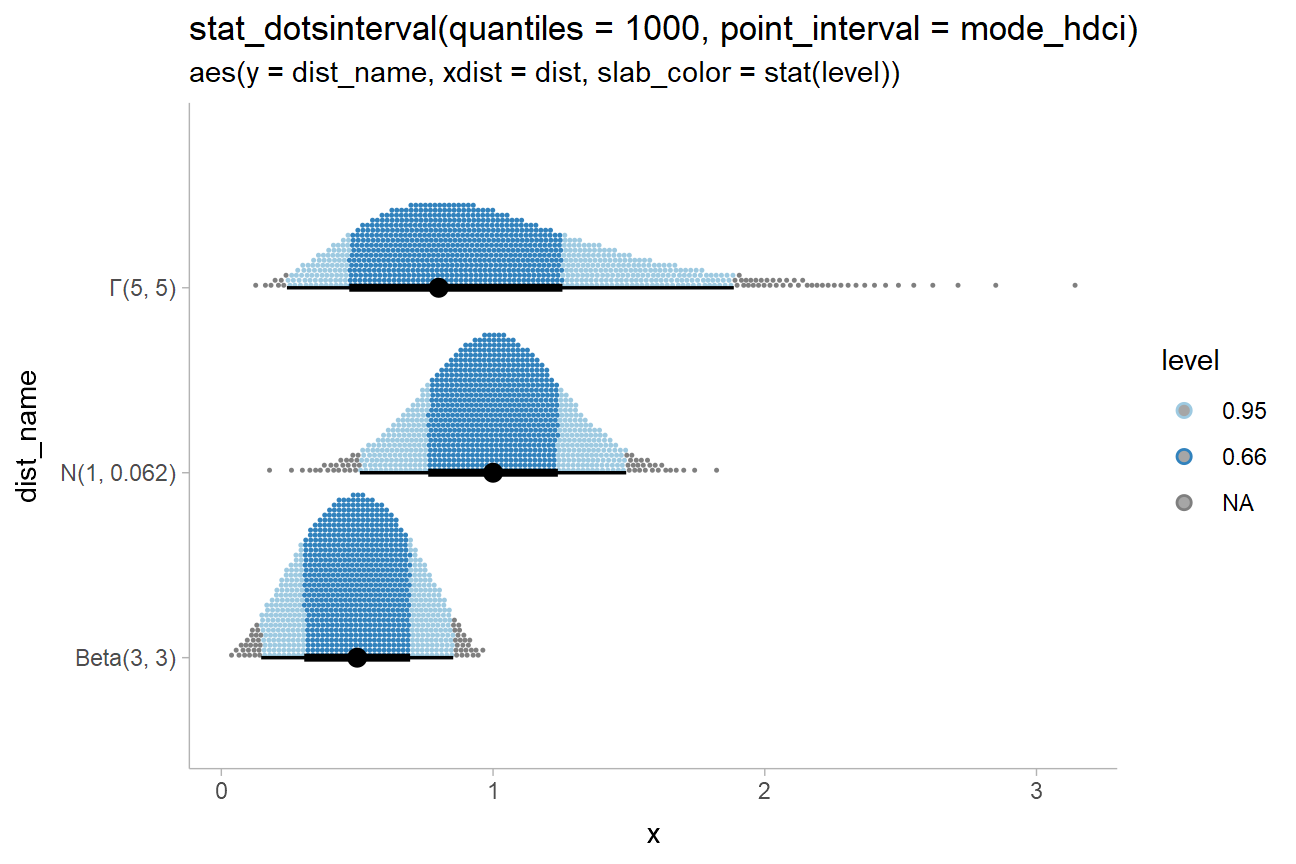 stat_dotsinterval(quantiles = 1000, point_interval = mode_hdci)
aes(y = dist_name, xdist = dist, slab_color = stat(level))
Γ(5, 5)
N(1, 0.062)
Beta(3, 3)
dist_name
0 1 2 3
x
level
0.95
0.66
NA